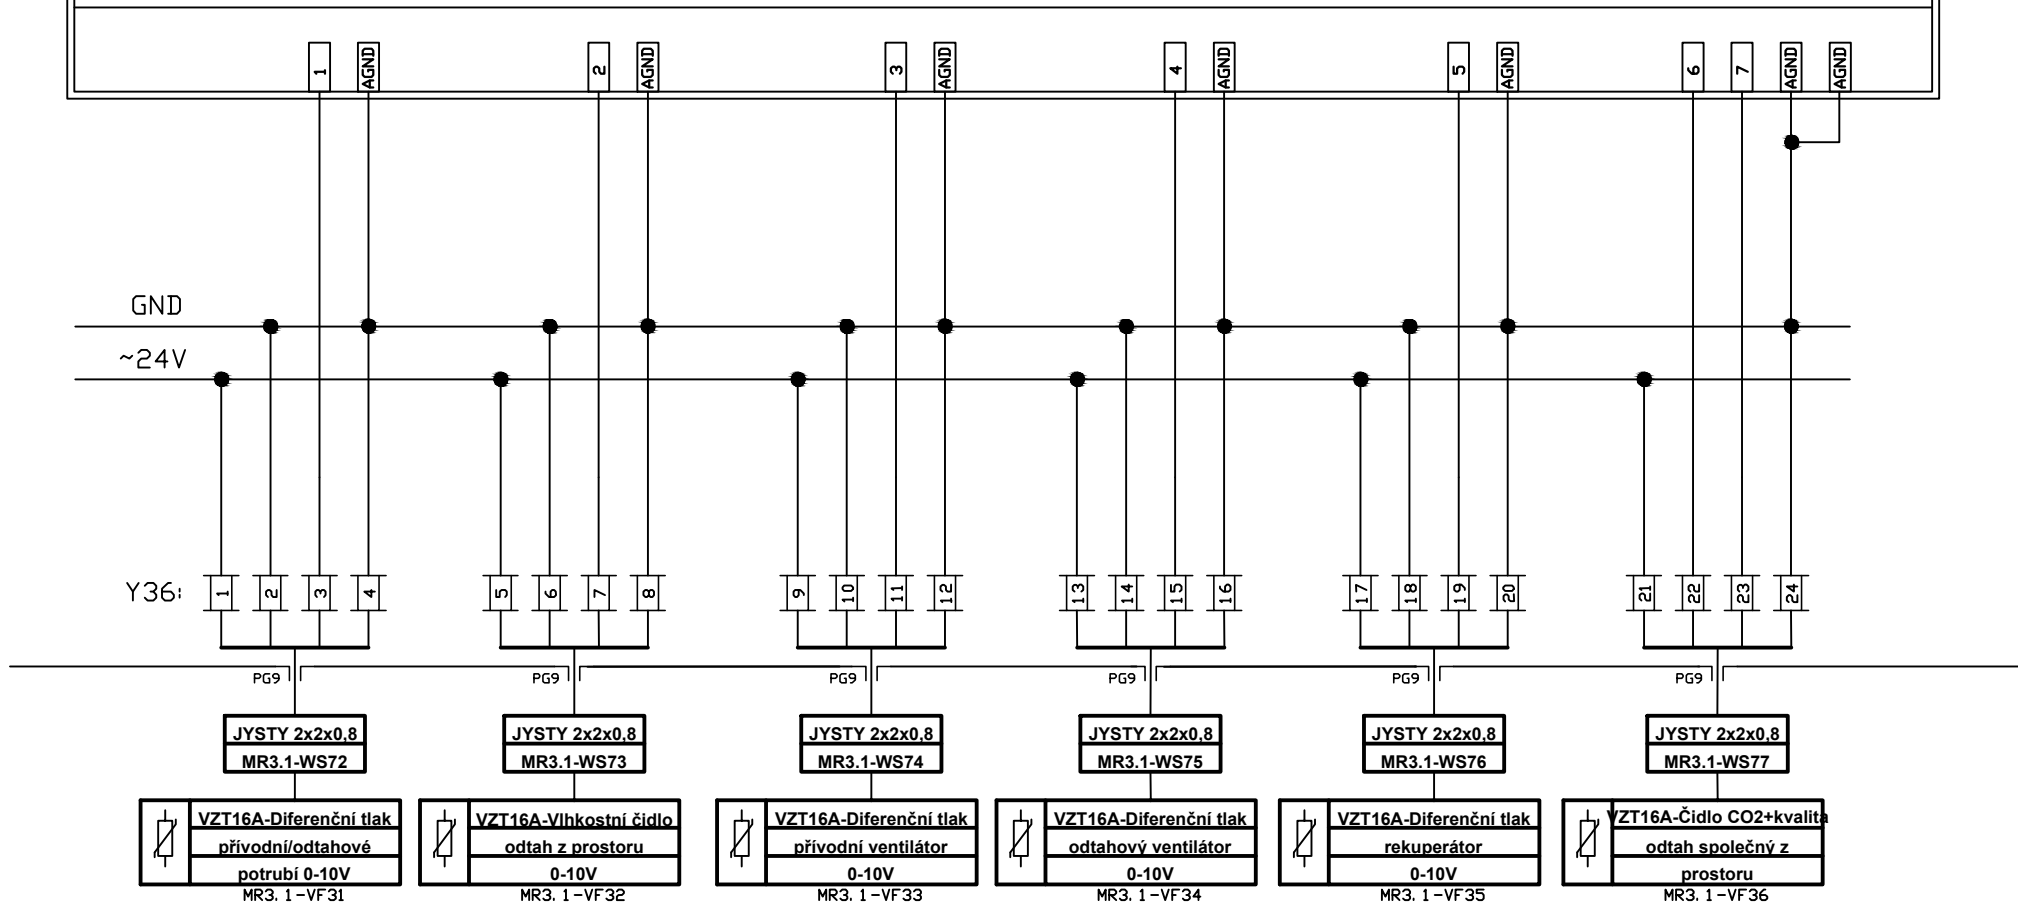 1 AGND 2 AGND 3 AGND 4 AGND 5 AGND 6 7 AGND AGND
GND
~24V
Y36: 1 2 3 4 5 6 7 8 9 10 11 12 13 14 15 16 17 18 19 20 21 22 23 24
PG9 PG9 PG9 PG9 PG9 PG9
JYSTY 2x2x0,8
MR3.1-WS72
VZT16A-Diferenční tlak
přívodní/odtahové
potrubí 0-10V
MR3.1-VF31
JYSTY 2x2x0,8
MR3.1-WS73
VZT16A-Vlhkostní čidlo
odtah z prostoru
0-10V
MR3.1-VF32
JYSTY 2x2x0,8
MR3.1-WS74
VZT16A-Diferenční tlak
přívodní ventilátor
0-10V
MR3.1-VF33
JYSTY 2x2x0,8
MR3.1-WS75
VZT16A-Diferenční tlak
odtahový ventilátor
0-10V
MR3.1-VF34
JYSTY 2x2x0,8
MR3.1-WS76
VZT16A-Diferenční tlak
rekuperátor
0-10V
MR3.1-VF35
JYSTY 2x2x0,8
MR3.1-WS77
VZT16A-Čidlo CO2+kvalita
odtah společný z
prostoru
MR3.1-VF36